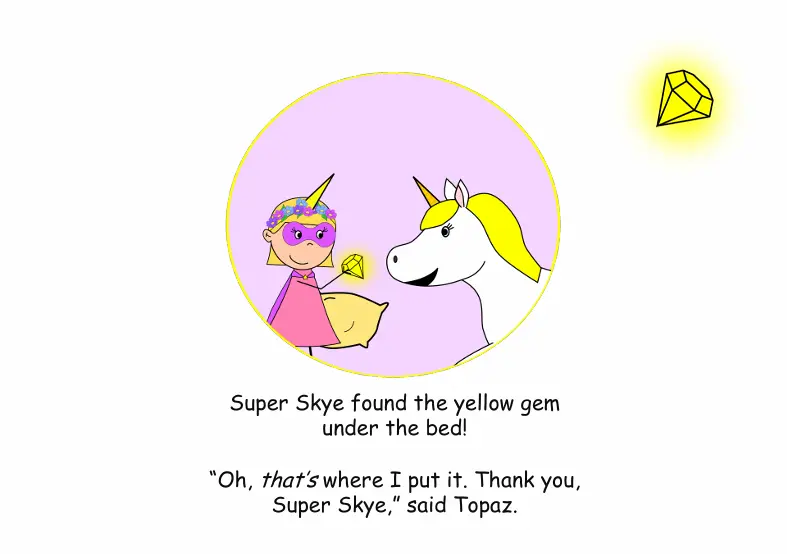 Super Skye found the yellow gem
under the bed!
“Oh, that’s where I put it. Thank you,
Super Skye,” said Topaz.